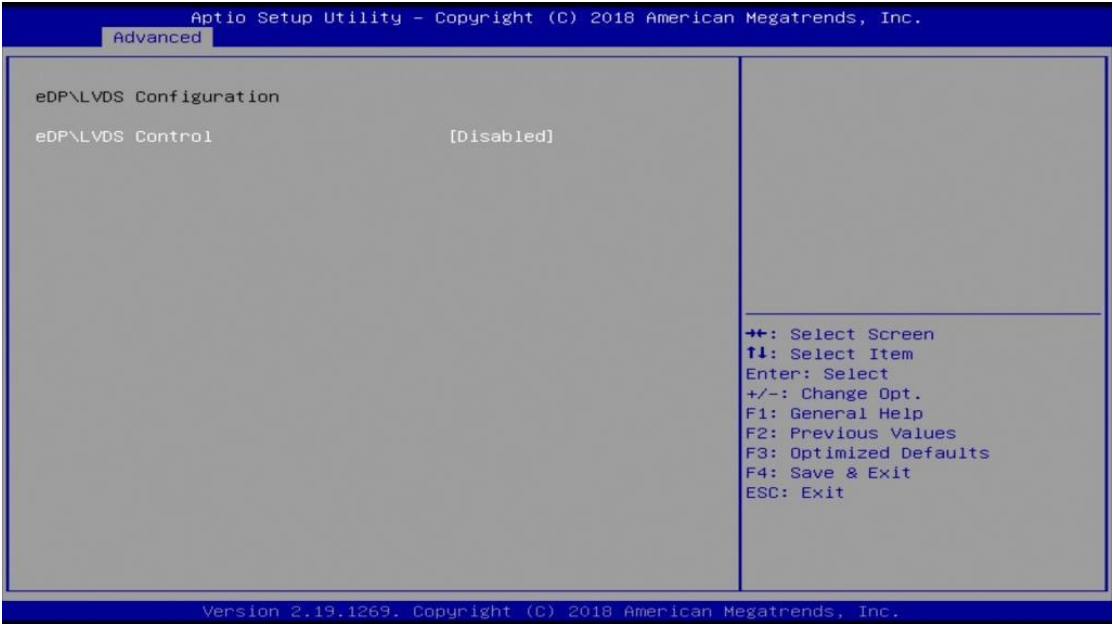 Aptio Setup Utility – Copyright (C) 2018 American Megatrends, Inc.
Advanced
eDP\LVDS Configuration
eDP\LVDS Control [Disabled]
→←: Select Screen
↑↓: Select Item
Enter: Select
+/-: Change Opt.
F1: General Help
F2: Previous Values
F3: Optimized Defaults
F4: Save & Exit
ESC: Exit
Version 2.19.1269. Copyright (C) 2018 American Megatrends, Inc.